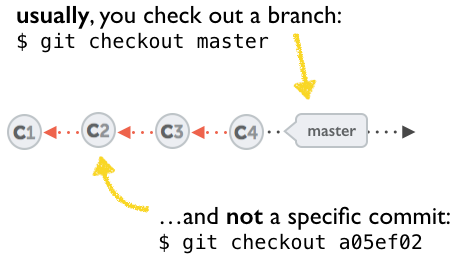 usually, you check out a branch:
$ git checkout master
C1 C2 C3 C4 master
...and not a specific commit:
$ git checkout a05ef02